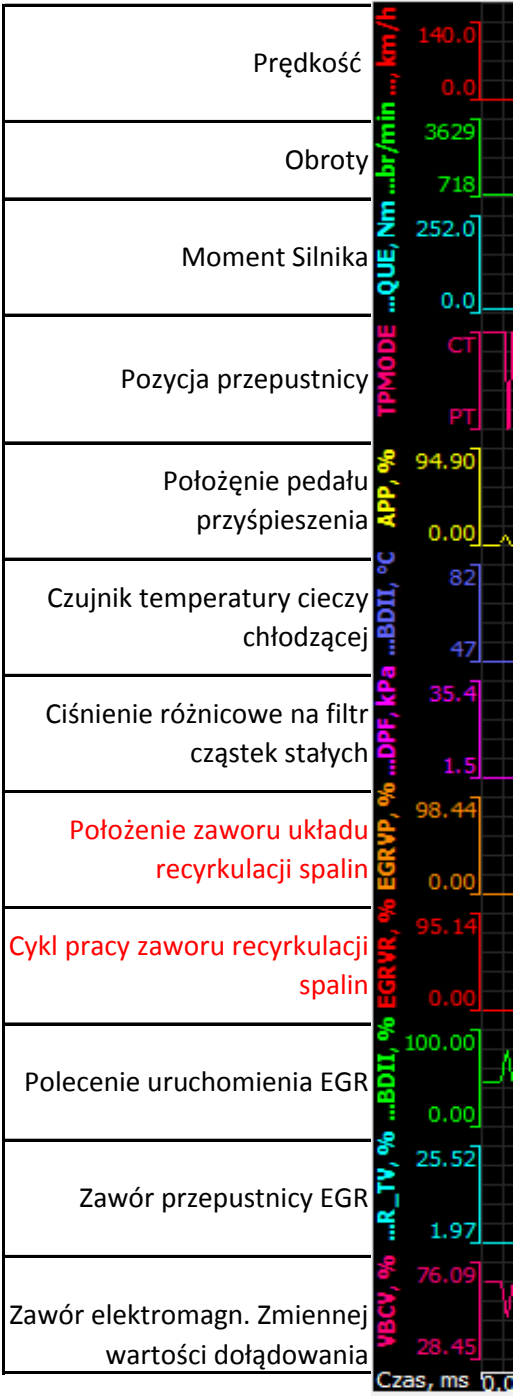 Prędkość
..., km/h
140.0
0.0
Obroty
...br/min
3629
718
Moment Silnika
...QUE, Nm
252.0
0.0
Pozycja przepustnicy
TPMODE
CT
PT
Położęnie pedału
przyśpieszenia
APP, %
94.90
0.00
Czujnik temperatury cieczy
chłodzącej
...BDII, °C
82
47
Ciśnienie różnicowe na filtr
cząstek stałych
...DPF, kPa
35.4
1.5
Położenie zaworu układu
recyrkulacji spalin
EGRVP, %
98.44
0.00
Cykl pracy zaworu recyrkulacji
spalin
EGRVR, %
95.14
0.00
Polecenie uruchomienia EGR
...BDII, %
100.00
0.00
Zawór przepustnicy EGR
...R_TV, %
25.52
1.97
Zawór elektromagn. Zmiennej
wartości dołądowania
VBCV, %
76.09
28.45
Czas, ms 0,0